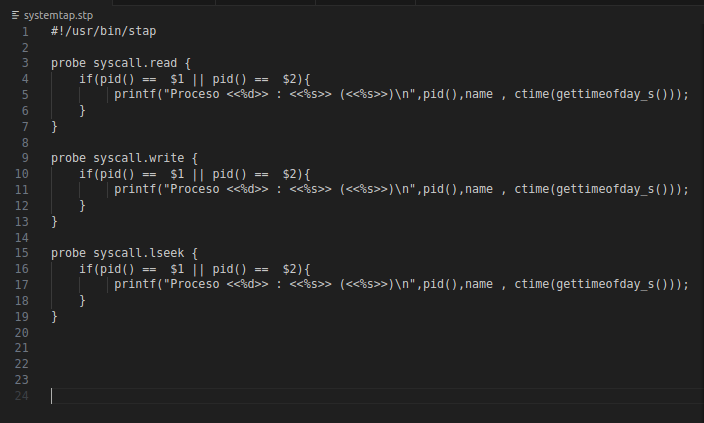 systemtap.stp
1 #!/usr/bin/stap
2
3 probe syscall.read {
4     if(pid() ==  $1 || pid() ==  $2){
5          printf("Proceso <<%d>> : <<%s>> (<<%s>>)\n",pid(),name , ctime(gettimeofday_s()));
6     }
7 }
8
9 probe syscall.write {
10     if(pid() ==  $1 || pid() ==  $2){
11          printf("Proceso <<%d>> : <<%s>> (<<%s>>)\n",pid(),name , ctime(gettimeofday_s()));
12     }
13 }
14
15 probe syscall.lseek {
16     if(pid() ==  $1 || pid() ==  $2){
17          printf("Proceso <<%d>> : <<%s>> (<<%s>>)\n",pid(),name , ctime(gettimeofday_s()));
18     }
19 }
20
21
22
23
24